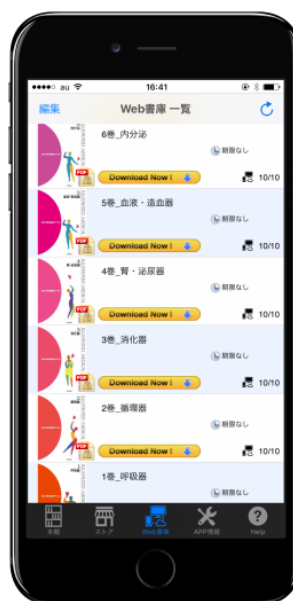 au 16:41
編集 Web書庫 一覧
6巻_内分泌
期限なし
PDF Download Now! 10/10
5巻_血液・造血器
期限なし
PDF Download Now! 10/10
4巻_腎・泌尿器
期限なし
PDF Download Now! 10/10
3巻_消化器
期限なし
PDF Download Now! 10/10
2巻_循環器
期限なし
PDF Download Now! 10/10
1巻_呼吸器
期限なし
本棚 ストア Web書庫 APP情報 Help